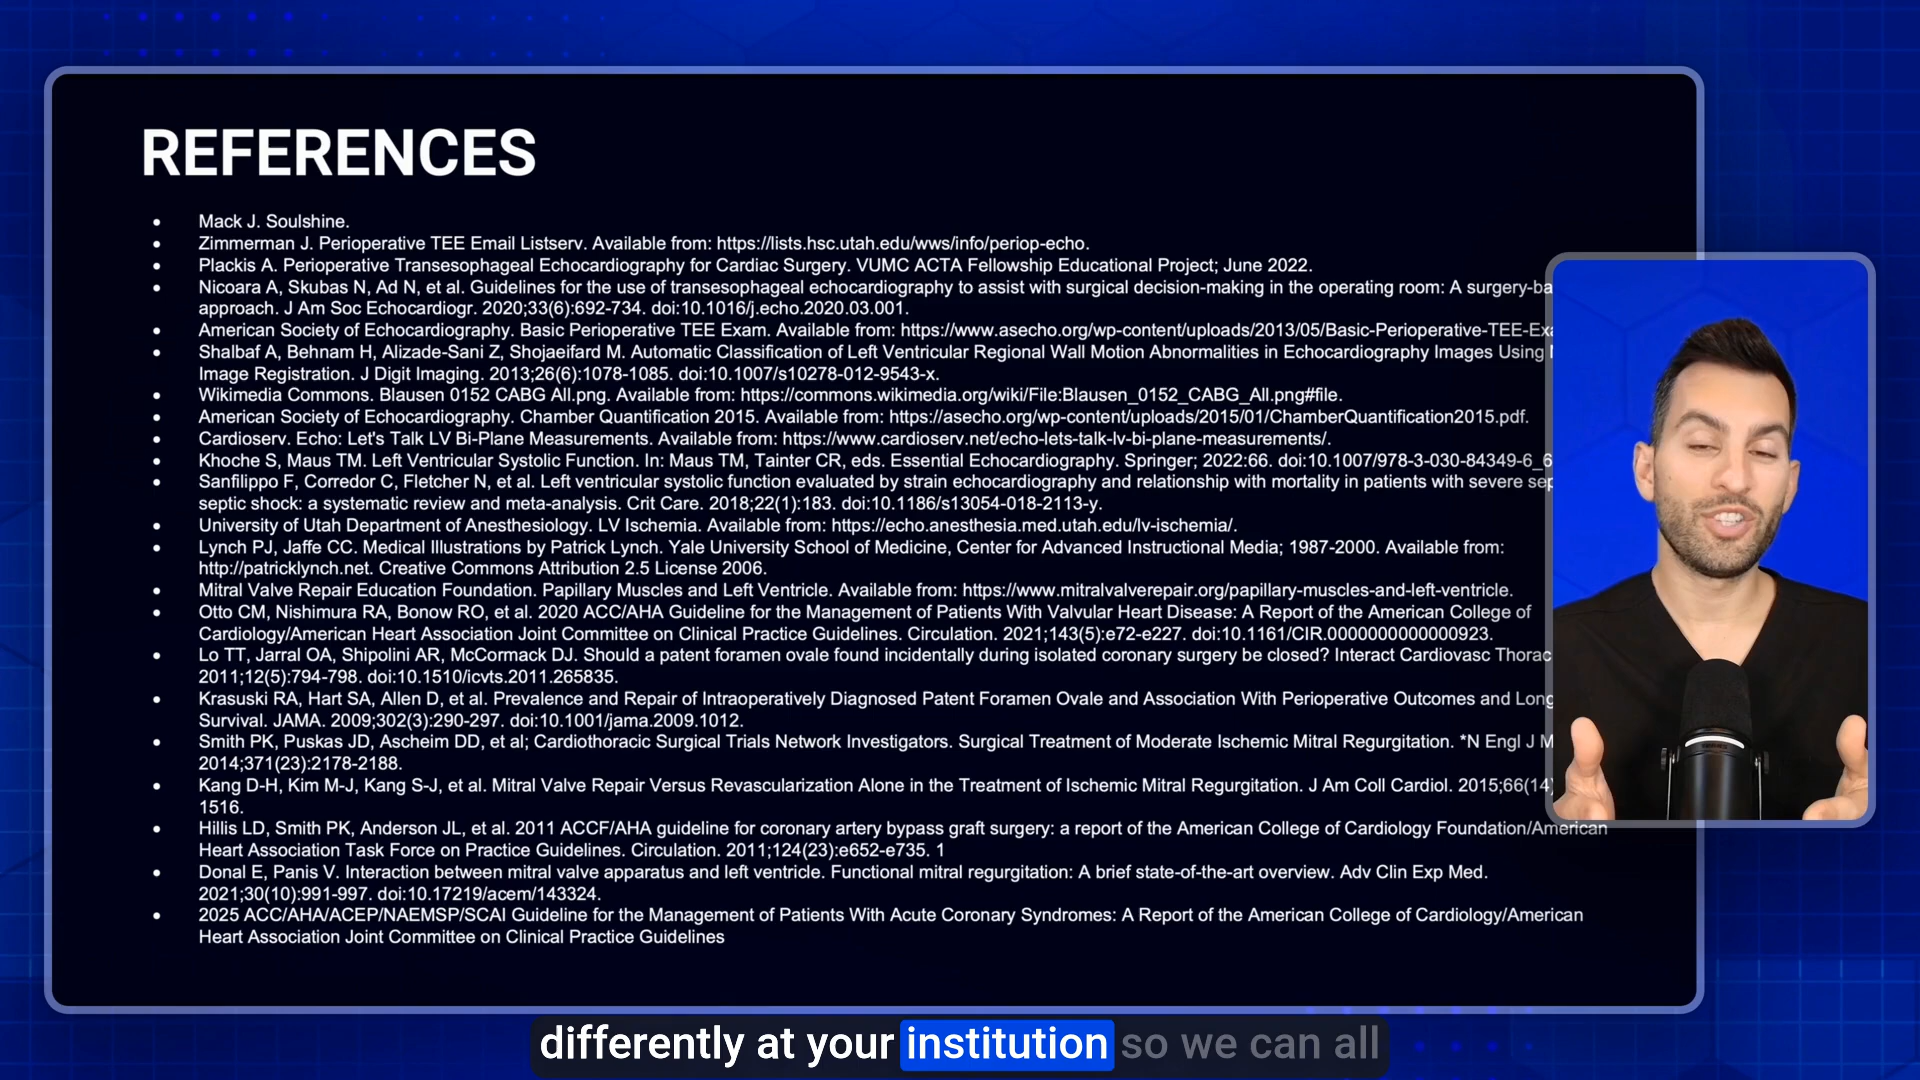 REFERENCES
• Mack J. Soulshine.
• Zimmerman J. Perioperative TEE Email Listserv. Available from: https://lists.hsc.utah.edu/wws/info/periop-echo.
• Plackis A. Perioperative Transesophageal Echocardiography for Cardiac Surgery. VUMC ACTA Fellowship Educational Project; June 2022.
• Nicoara A, Skubas N, Ad N, et al. Guidelines for the use of transesophageal echocardiography to assist with surgical decision-making in the operating room: A surgery-ba
approach. J Am Soc Echocardiogr. 2020;33(6):692-734. doi:10.1016/j.echo.2020.03.001.
• American Society of Echocardiography. Basic Perioperative TEE Exam. Available from: https://www.asecho.org/wp-content/uploads/2013/05/Basic-Perioperative-TEE-Exa
• Shalbaf A, Behnam H, Alizade-Sani Z, Shojaeifard M. Automatic Classification of Left Ventricular Regional Wall Motion Abnormalities in Echocardiography Images Using
Image Registration. J Digit Imaging. 2013;26(6):1078-1085. doi:10.1007/s10278-012-9543-x.
• Wikimedia Commons. Blausen 0152 CABG All.png. Available from: https://commons.wikimedia.org/wiki/File:Blausen_0152_CABG_All.png#file.
• American Society of Echocardiography. Chamber Quantification 2015. Available from: https://asecho.org/wp-content/uploads/2015/01/ChamberQuantification2015.pdf.
• Cardioserv. Echo: Let's Talk LV Bi-Plane Measurements. Available from: https://www.cardioserv.net/echo-lets-talk-lv-bi-plane-measurements/.
• Khoche S, Maus TM. Left Ventricular Systolic Function. In: Maus TM, Tainter CR, eds. Essential Echocardiography. Springer; 2022:66. doi:10.1007/978-3-030-84349-6_6
• Sanfilippo F, Corredor C, Fletcher N, et al. Left ventricular systolic function evaluated by strain echocardiography and relationship with mortality in patients with severe sep
septic shock: a systematic review and meta-analysis. Crit Care. 2018;22(1):183. doi:10.1186/s13054-018-2113-y.
• University of Utah Department of Anesthesiology. LV Ischemia. Available from: https://echo.anesthesia.med.utah.edu/lv-ischemia/.
• Lynch PJ, Jaffe CC. Medical Illustrations by Patrick Lynch. Yale University School of Medicine, Center for Advanced Instructional Media; 1987-2000. Available from:
http://patricklynch.net. Creative Commons Attribution 2.5 License 2006.
• Mitral Valve Repair Education Foundation. Papillary Muscles and Left Ventricle. Available from: https://www.mitralvalverepair.org/papillary-muscles-and-left-ventricle.
• Otto CM, Nishimura RA, Bonow RO, et al. 2020 ACC/AHA Guideline for the Management of Patients With Valvular Heart Disease: A Report of the American College of
Cardiology/American Heart Association Joint Committee on Clinical Practice Guidelines. Circulation. 2021;143(5):e72-e227. doi:10.1161/CIR.0000000000000923.
• Lo TT, Jarral OA, Shipolini AR, McCormack DJ. Should a patent foramen ovale found incidentally during isolated coronary surgery be closed? Interact Cardiovasc Thorac
2011;12(5):794-798. doi:10.1510/icvts.2011.265835.
• Krasuski RA, Hart SA, Allen D, et al. Prevalence and Repair of Intraoperatively Diagnosed Patent Foramen Ovale and Association With Perioperative Outcomes and Long
Survival. JAMA. 2009;302(3):290-297. doi:10.1001/jama.2009.1012.
• Smith PK, Puskas JD, Ascheim DD, et al; Cardiothoracic Surgical Trials Network Investigators. Surgical Treatment of Moderate Ischemic Mitral Regurgitation. *N Engl J M
2014;371(23):2178-2188.
• Kang D-H, Kim M-J, Kang S-J, et al. Mitral Valve Repair Versus Revascularization Alone in the Treatment of Ischemic Mitral Regurgitation. J Am Coll Cardiol. 2015;66(14)
1516.
• Hillis LD, Smith PK, Anderson JL, et al. 2011 ACCF/AHA guideline for coronary artery bypass graft surgery: a report of the American College of Cardiology Foundation/American
Heart Association Task Force on Practice Guidelines. Circulation. 2011;124(23):e652-e735. 1
• Donal E, Panis V. Interaction between mitral valve apparatus and left ventricle. Functional mitral regurgitation: A brief state-of-the-art overview. Adv Clin Exp Med.
2021;30(10):991-997. doi:10.17219/acem/143324.
• 2025 ACC/AHA/ACEP/NAEMSP/SCAI Guideline for the Management of Patients With Acute Coronary Syndromes: A Report of the American College of Cardiology/American
Heart Association Joint Committee on Clinical Practice Guidelines
differently at your institution so we can all